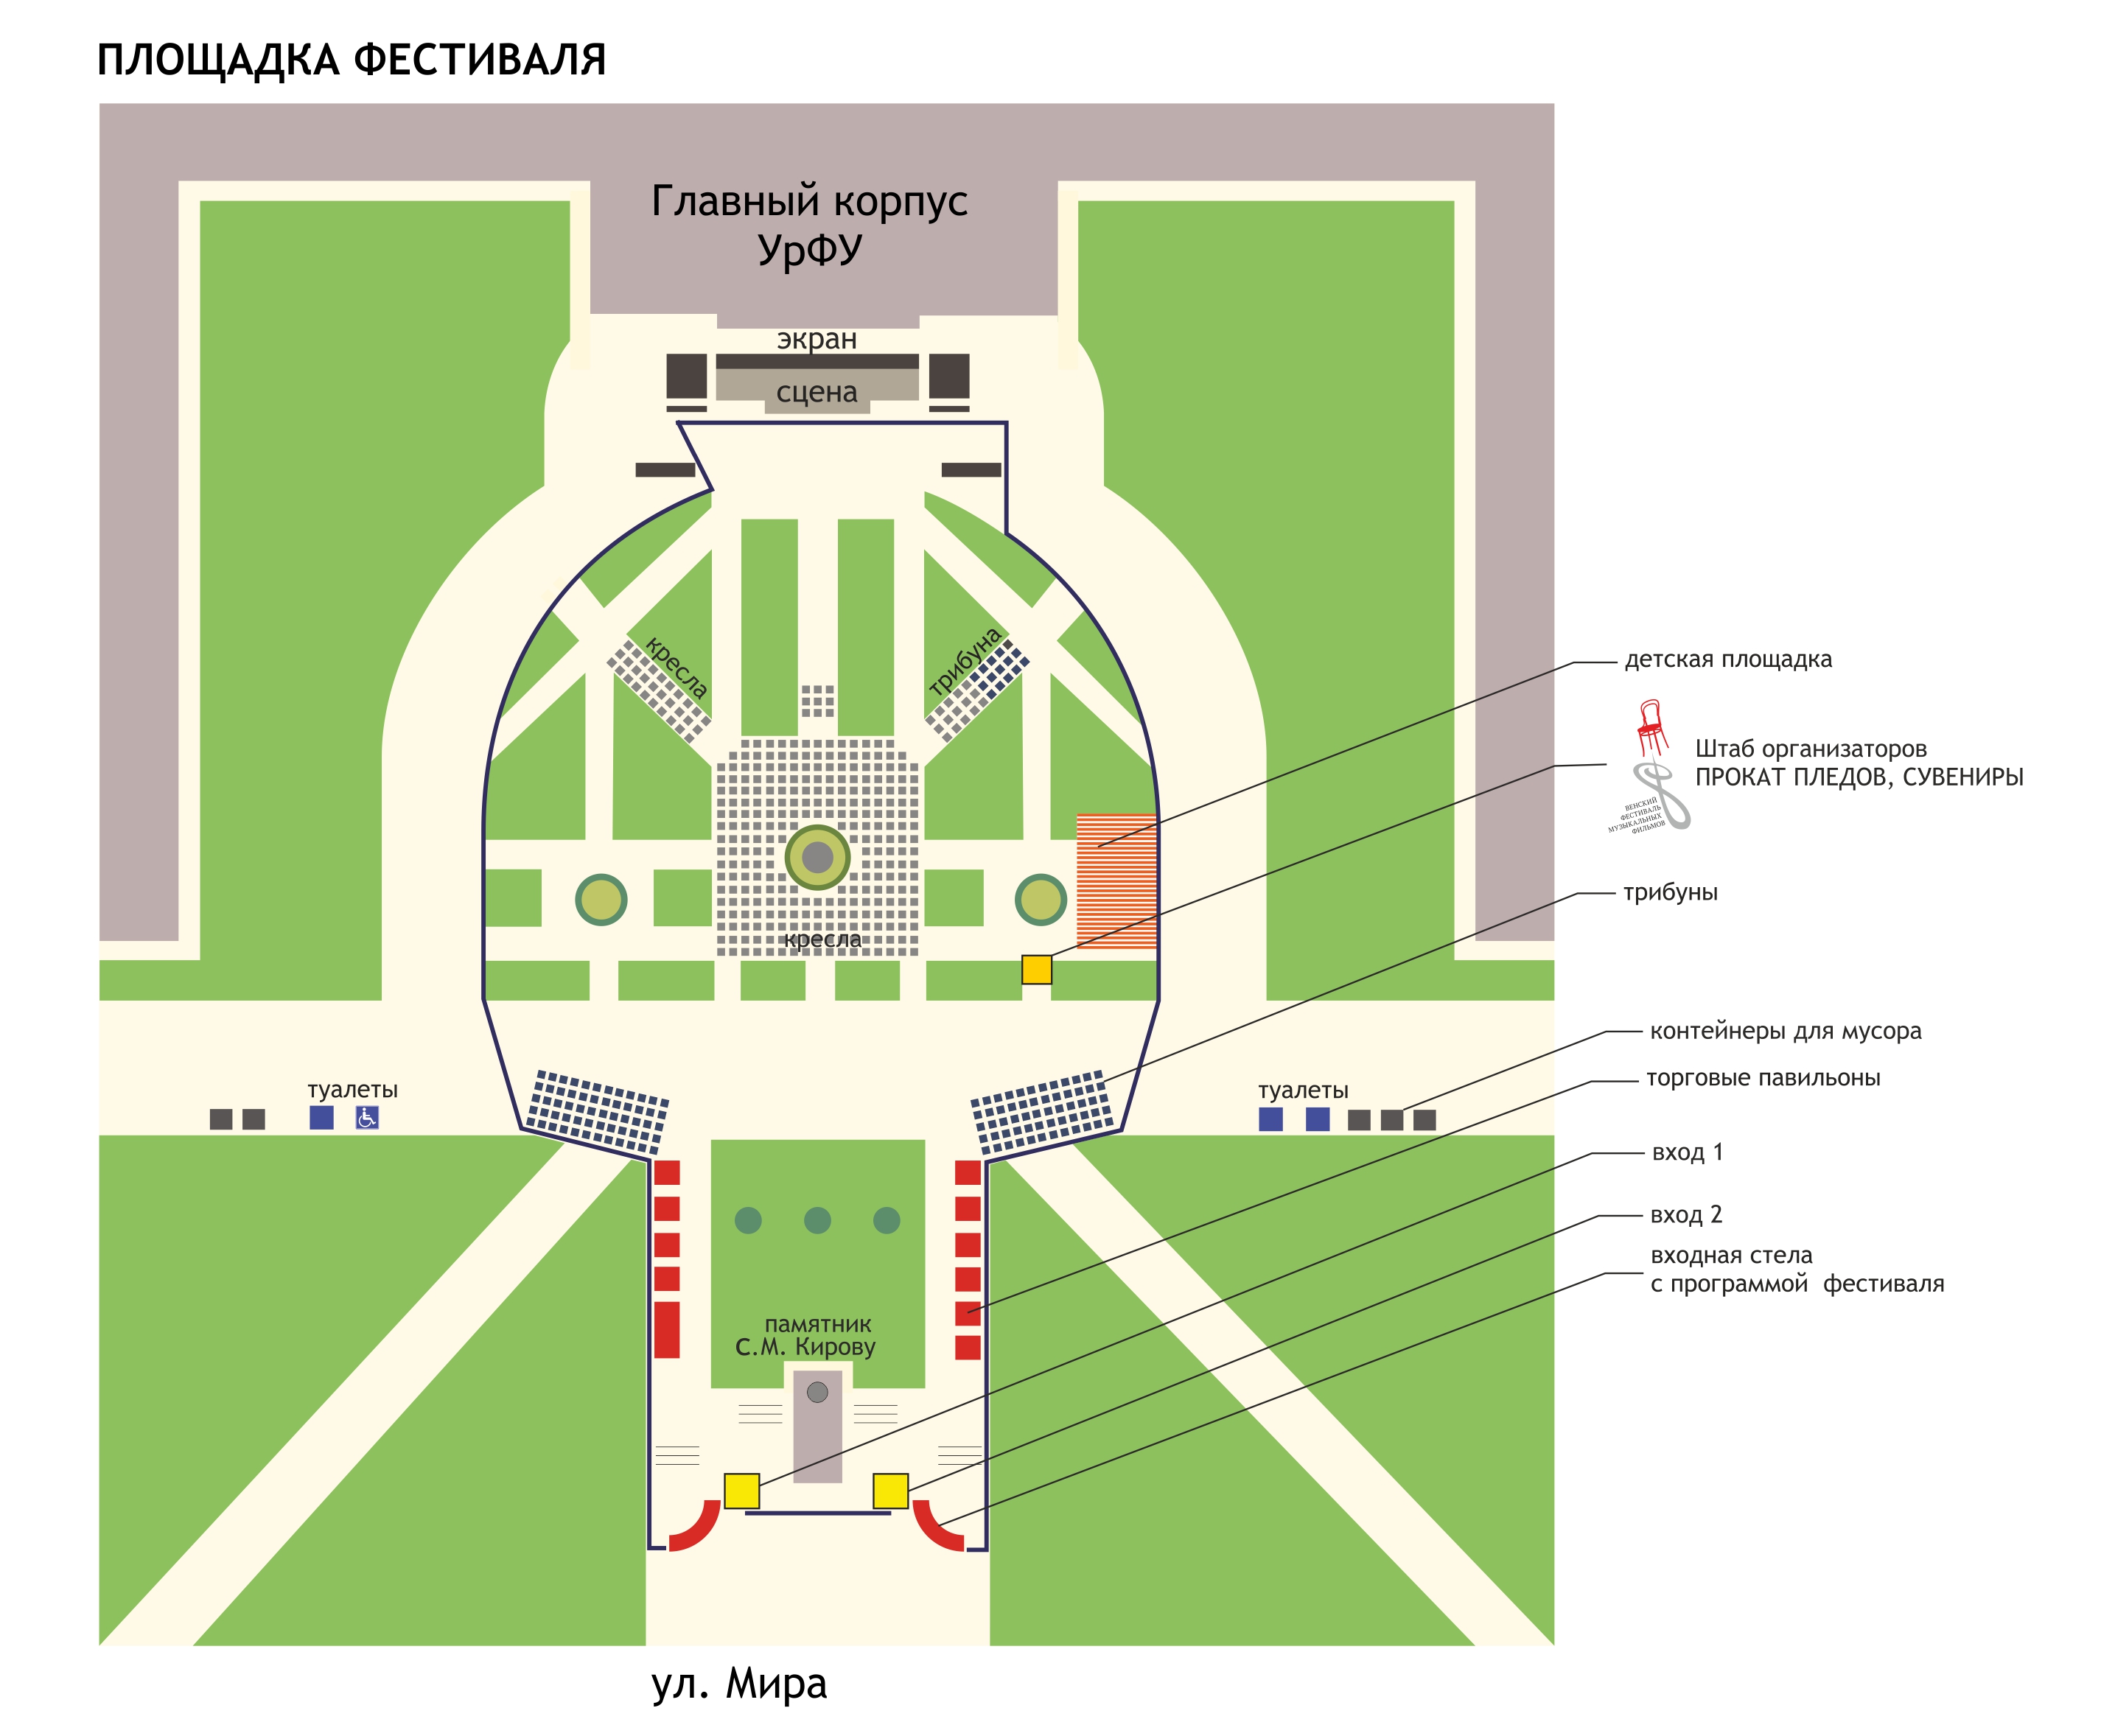 ПЛОЩАДКА ФЕСТИВАЛЯ
Главный корпус
УрФУ
экран
сцена
кресла
трибуна
детская площадка
Штаб организаторов
ПРОКАТ ПЛЕДОВ, СУВЕНИРЫ
ВЕНСКИЙ
ФЕСТИВАЛЬ
МУЗЫКАЛЬНЫХ
ФИЛЬМОВ
трибуны
кресла
контейнеры для мусора
торговые павильоны
туалеты
туалеты
вход 1
вход 2
входная стела
с программой фестиваля
памятник
С.М. Кирову
ул. Мира